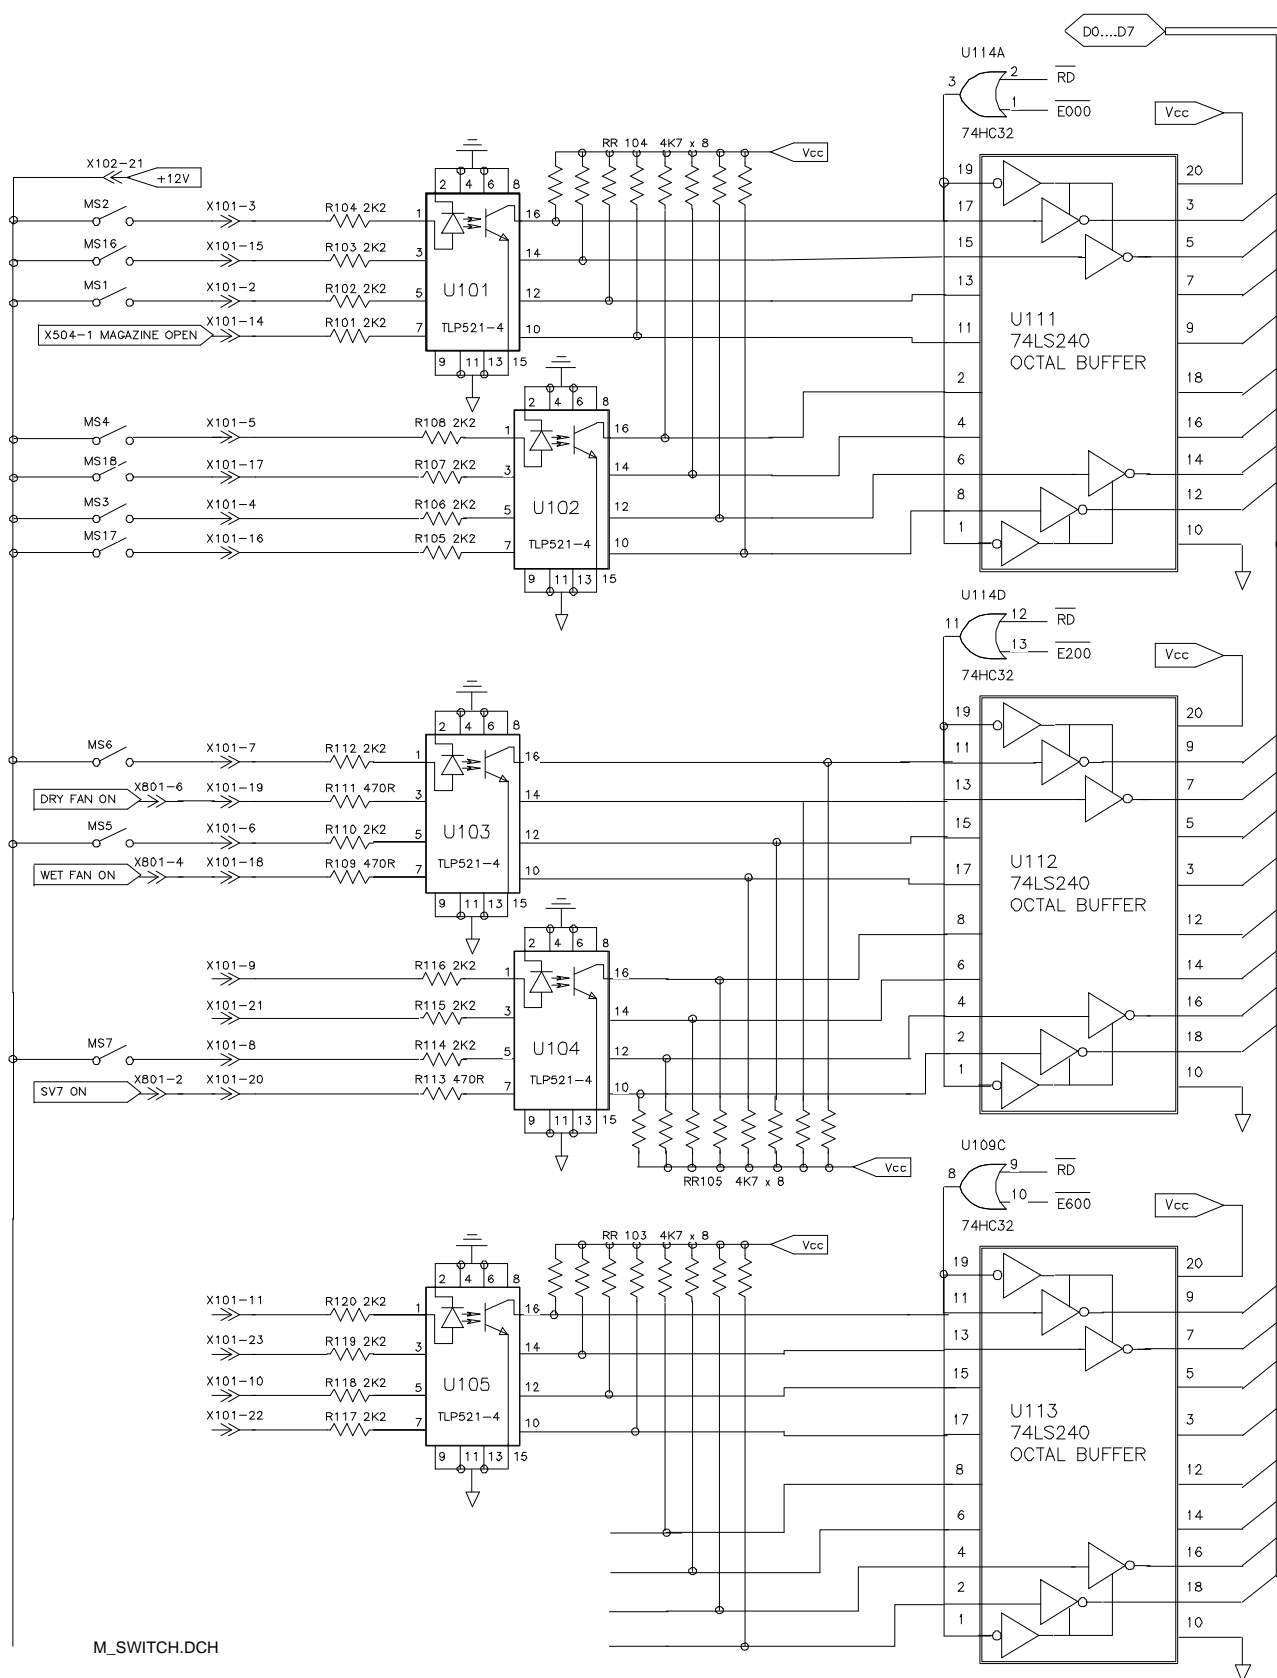 D0....D7
U114A
3
2
RD
1
E000
74HC32
Vcc
RR 104 4K7 x 8
Vcc
X102-21
+12V
2 4 6 8
19
20
MS2 X101-3 R104 2K2 1 16 17 3
MS16 X101-15 R103 2K2 3 14 15 5
MS1 X101-2 R102 2K2 5 12 13 7
X504-1 MAGAZINE OPEN X101-14 R101 2K2 7 10 11 9
U101
TLP521-4
9 11 13 15
U111
74LS240
OCTAL BUFFER
2 4 6 8
2 18
MS4 X101-5 R108 2K2 1 16 4 16
MS18 X101-17 R107 2K2 3 14 6 14
MS3 X101-4 R106 2K2 5 12 8 12
MS17 X101-16 R105 2K2 7 10 1 10
U102
TLP521-4
9 11 13 15
U114D
11
12
RD
13
E200
74HC32
Vcc
2 4 6 8
19
20
MS6 X101-7 R112 2K2 1 16 11 9
DRY FAN ON X801-6 X101-19 R111 470R 3 14 13 7
MS5 X101-6 R110 2K2 5 12 15 5
WET FAN ON X801-4 X101-18 R109 470R 7 10 17 3
U103
TLP521-4
9 11 13 15
U112
74LS240
OCTAL BUFFER
2 4 6 8
8 12
X101-9 R116 2K2 1 16 6 14
X101-21 R115 2K2 3 14 4 16
MS7 X101-8 R114 2K2 5 12 2 18
SV7 ON X801-2 X101-20 R113 470R 7 10 1 10
U104
TLP521-4
9 11 13 15
RR105 4K7 x 8
Vcc
U109C
8
9
RD
10
E600
74HC32
Vcc
RR 103 4K7 x 8
Vcc
2 4 6 8
19
20
X101-11 R120 2K2 1 16 11 9
X101-23 R119 2K2 3 14 13 7
X101-10 R118 2K2 5 12 15 5
X101-22 R117 2K2 7 10 17 3
U105
TLP521-4
9 11 13 15
U113
74LS240
OCTAL BUFFER
8 12
6 14
4 16
2 18
1 10
M_SWITCH.DCH